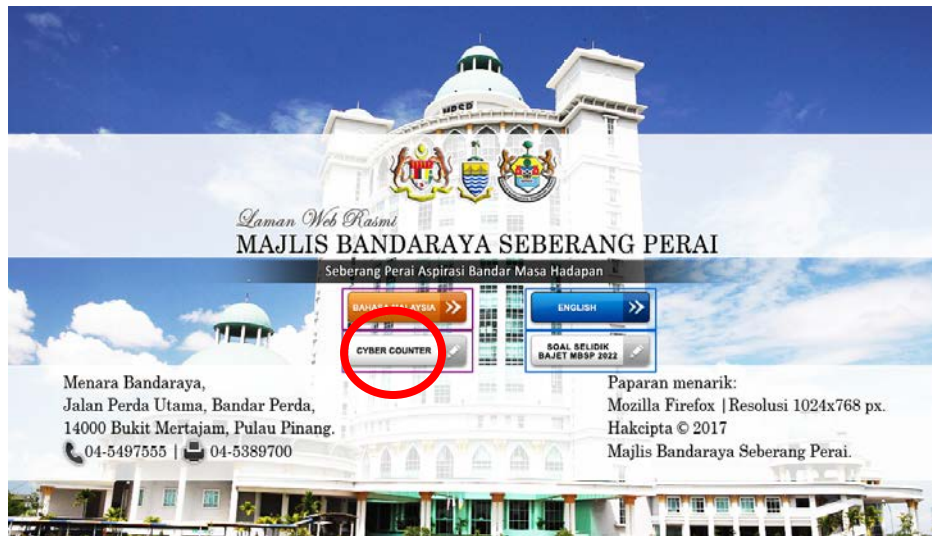 MBSP
Laman Web Rasmi
MAJLIS BANDARAYA SEBERANG PERAI
Seberang Perai Aspirasi Bandar Masa Hadapan
BAHASA MALAYSIA
ENGLISH
CYBER COUNTER
SOAL SELIDIK
BAJET MBSP 2022
Menara Bandaraya,
Jalan Perda Utama, Bandar Perda,
14000 Bukit Mertajam, Pulau Pinang.
04-5497555 | 04-5389700
Paparan menarik:
Mozilla Firefox |Resolusi 1024x768 px.
Hakcipta © 2017
Majlis Bandaraya Seberang Perai.